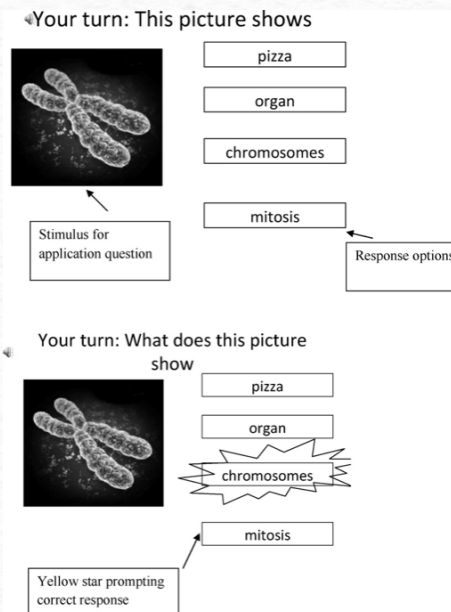 Your turn: This picture shows
pizza
organ
chromosomes
mitosis
Stimulus for
application question
Response options
Your turn: What does this picture
show
pizza
organ
chromosomes
mitosis
Yellow star prompting
correct response